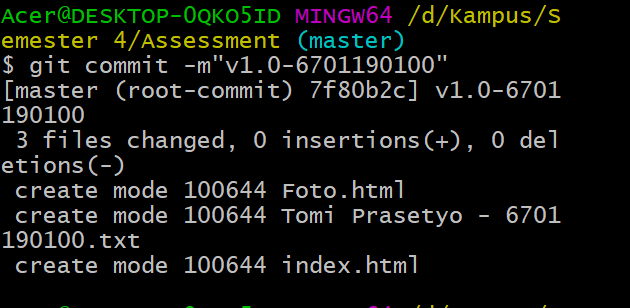 Acer@DESKTOP-0QKO5ID MINGW64 /d/Kampus/S
emester 4/Assessment (master)
$ git commit -m"v1.0-6701190100"
[master (root-commit) 7f80b2c] v1.0-6701
190100
 3 files changed, 0 insertions(+), 0 del
etions(-)
 create mode 100644 Foto.html
 create mode 100644 Tomi Prasetyo - 6701
190100.txt
 create mode 100644 index.html